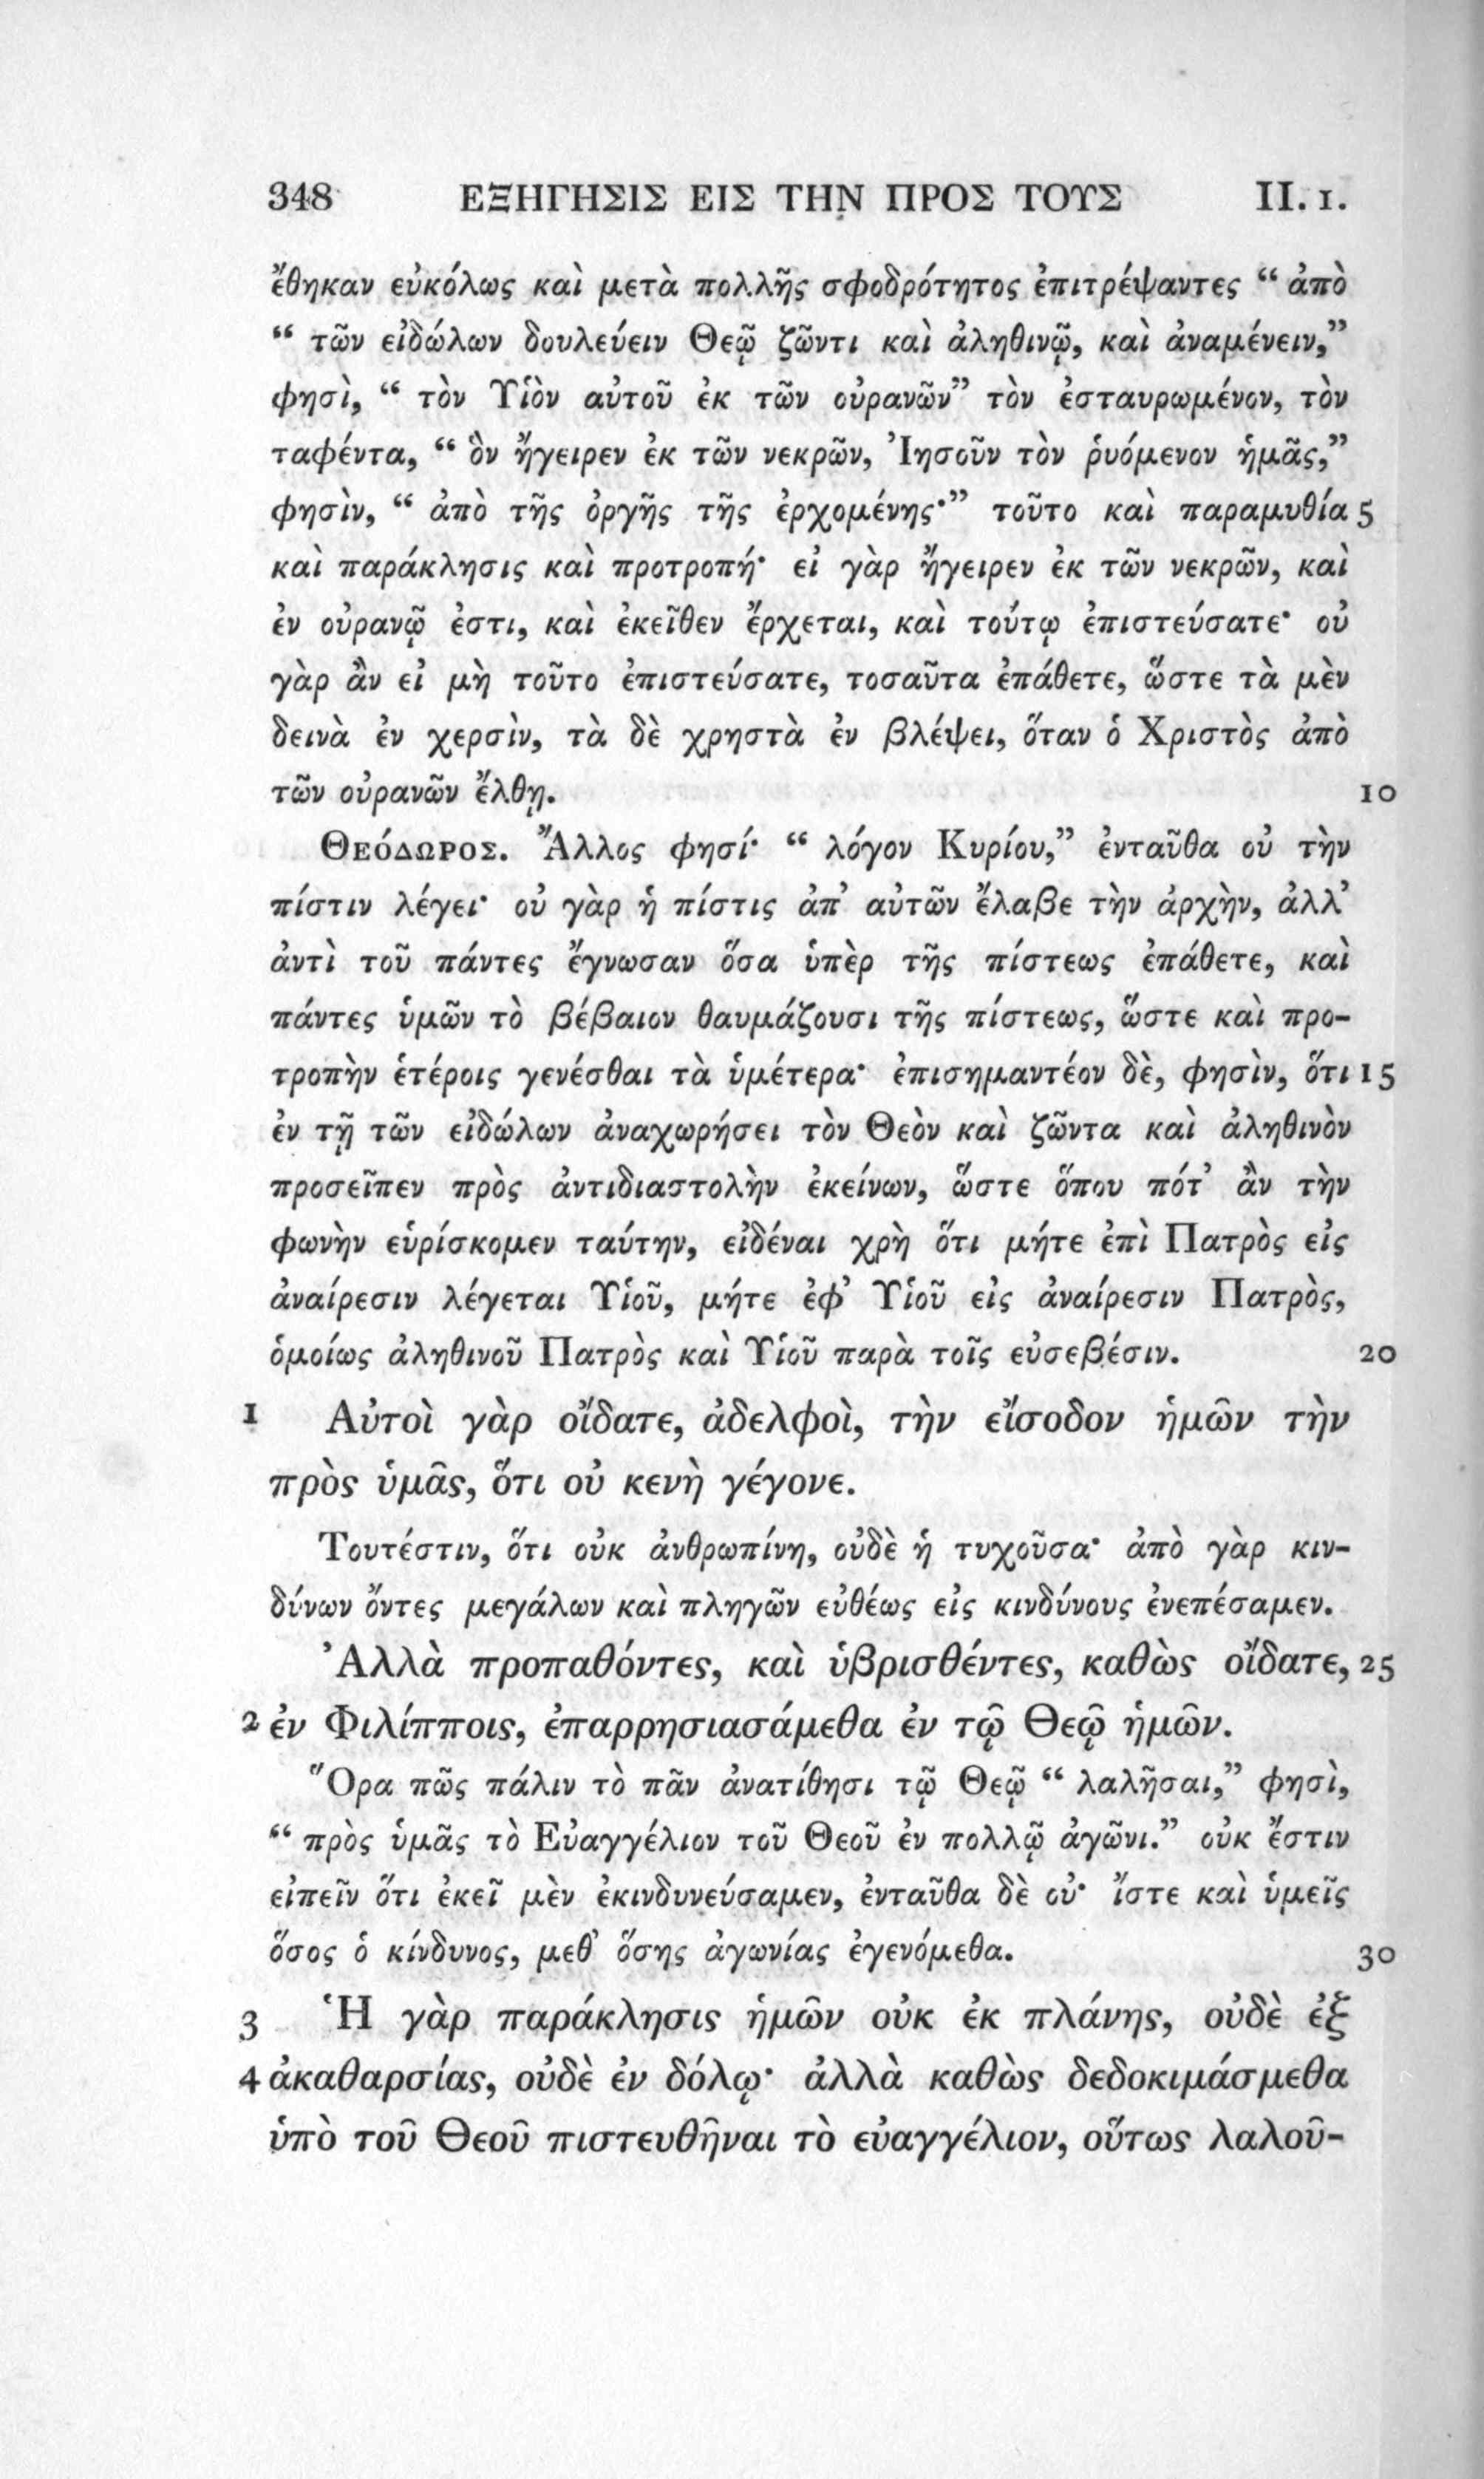 348 ΕΞΗΓΗΣΙΣ ΕΙΣ ΤΗΝ ΠΡΟΣ ΤΟΥΣ II. 1.
ἔθηκαν εὐκόλως καὶ μετὰ πολλῆς σφοδρότητος ἐπιτρέψαντες “ ἀπὸ
“ τῶν εἰδώλων δουλεύειν Θεῷ ζῶντι καὶ ἀληθινῷ, καὶ ἀναμένειν,”
φησὶ, “ τὸν Υἱὸν αὐτοῦ ἐκ τῶν οὐρανῶν” τὸν ἐσταυρωμένον, τὸν
ταφέντα, “ ὃν ἤγειρεν ἐκ τῶν νεκρῶν, Ἰησοῦν τὸν ῥυόμενον ἡμᾶς,”
φησὶν, “ ἀπὸ τῆς ὀργῆς τῆς ἐρχομένης·” τοῦτο καὶ παραμυθία 5
καὶ παράκλησις καὶ προτροπή· εἰ γὰρ ἤγειρεν ἐκ τῶν νεκρῶν, καὶ
ἐν οὐρανῷ ἐστι, καὶ ἐκεῖθεν ἔρχεται, καὶ τούτῳ ἐπιστεύσατε· οὐ
γὰρ ἂν εἰ μὴ τοῦτο ἐπιστεύσατε, τοσαῦτα ἐπάθετε, ὥστε τὰ μὲν
δεινὰ ἐν χερσὶν, τὰ δὲ χρηστὰ ἐν βλέψει, ὅταν ὁ Χριστὸς ἀπὸ
τῶν οὐρανῶν ἔλθῃ. 10
Θεόδωρος. Ἄλλος φησί· “ λόγον Κυρίου,” ἐνταῦθα οὐ τὴν
πίστιν λέγει· οὐ γὰρ ἡ πίστις ἀπ’ αὐτῶν ἔλαβε τὴν ἀρχὴν, ἀλλ’
ἀντὶ τοῦ πάντες ἔγνωσαν ὅσα ὑπὲρ τῆς πίστεως ἐπάθετε, καὶ
πάντες ὑμῶν τὸ βέβαιον θαυμάζουσι τῆς πίστεως, ὥστε καὶ προ-
τροπὴν ἑτέροις γενέσθαι τὰ ὑμέτερα· ἐπισημαντέον δὲ, φησὶν, ὅτι 15
ἐν τῇ τῶν εἰδώλων ἀναχωρήσει τὸν Θεὸν καὶ ζῶντα καὶ ἀληθινὸν
προσεῖπεν πρὸς ἀντιδιαστολὴν ἐκείνων, ὥστε ὅπου πότ’ ἂν τὴν
φωνὴν εὑρίσκομεν ταύτην, εἰδέναι χρὴ ὅτι μήτε ἐπὶ Πατρὸς εἰς
ἀναίρεσιν λέγεται Υἱοῦ, μήτε ἐφ’ Υἱοῦ εἰς ἀναίρεσιν Πατρὸς,
ὁμοίως ἀληθινοῦ Πατρὸς καὶ Υἱοῦ παρὰ τοῖς εὐσεβέσιν. 20
1 Αὐτοὶ γὰρ οἴδατε, ἀδελφοὶ, τὴν εἴσοδον ἡμῶν τὴν
πρὸς ὑμᾶς, ὅτι οὐ κενὴ γέγονε.
Τουτέστιν, ὅτι οὐκ ἀνθρωπίνη, οὐδὲ ἡ τυχοῦσα· ἀπὸ γὰρ κιν-
δύνων ὄντες μεγάλων καὶ πληγῶν εὐθέως εἰς κινδύνους ἐνεπέσαμεν.
Ἀλλὰ προπαθόντες, καὶ ὑβρισθέντες, καθὼς οἴδατε, 25
2 ἐν Φιλίπποις, ἐπαρρησιασάμεθα ἐν τῷ Θεῷ ἡμῶν.
Ὅρα πῶς πάλιν τὸ πᾶν ἀνατίθησι τῷ Θεῷ “ λαλῆσαι,” φησὶ,
“ πρὸς ὑμᾶς τὸ Εὐαγγέλιον τοῦ Θεοῦ ἐν πολλῷ ἀγῶνι.” οὐκ ἔστιν
εἰπεῖν ὅτι ἐκεῖ μὲν ἐκινδυνεύσαμεν, ἐνταῦθα δὲ οὐ· ἴστε καὶ ὑμεῖς
ὅσος ὁ κίνδυνος, μεθ’ ὅσης ἀγωνίας ἐγενόμεθα. 30
3 Ἡ γὰρ παράκλησις ἡμῶν οὐκ ἐκ πλάνης, οὐδὲ ἐξ
4 ἀκαθαρσίας, οὐδὲ ἐν δόλῳ· ἀλλὰ καθὼς δεδοκιμάσμεθα
ὑπὸ τοῦ Θεοῦ πιστευθῆναι τὸ εὐαγγέλιον, οὕτως λαλοῦ-